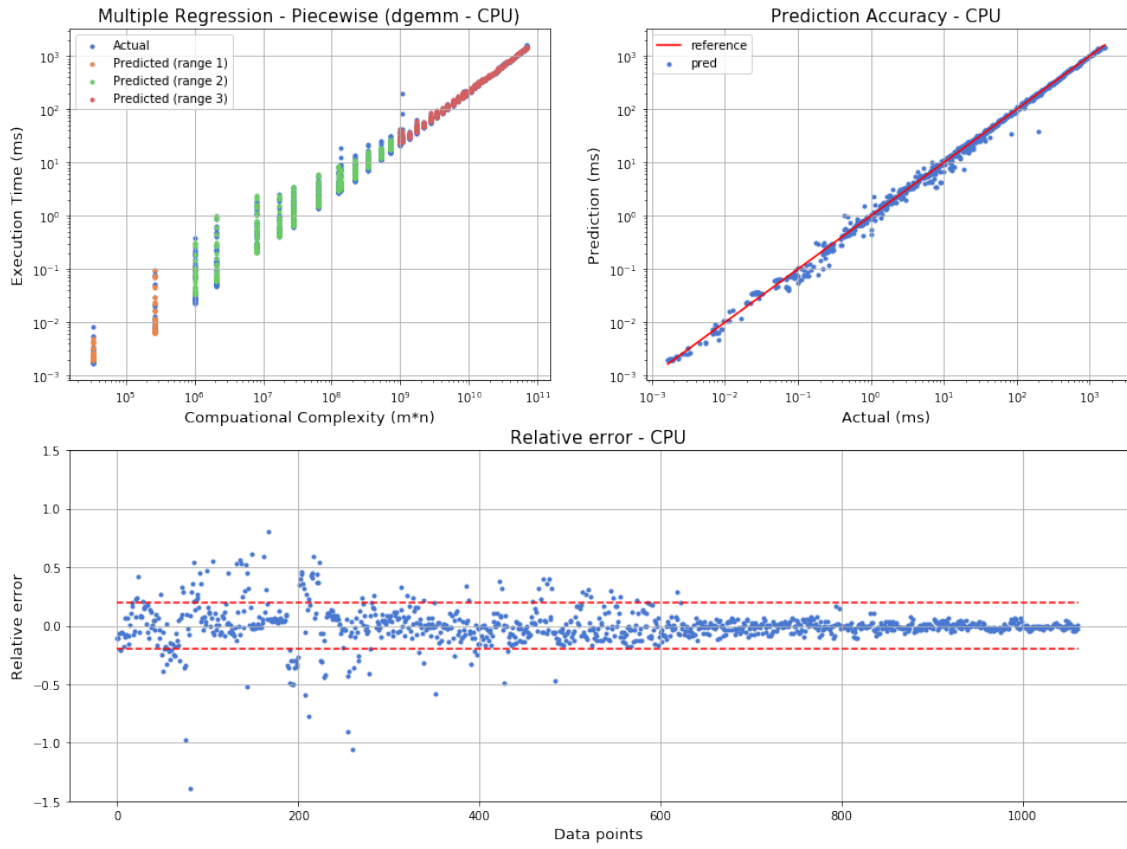 Multiple Regression - Piecewise (dgemm - CPU)
Execution Time (ms)
10³
10²
10¹
10⁰
10⁻¹
10⁻²
10⁻³
Actual
Predicted (range 1)
Predicted (range 2)
Predicted (range 3)
10⁵ 10⁶ 10⁷ 10⁸ 10⁹ 10¹⁰ 10¹¹
Compuational Complexity (m*n)
Prediction Accuracy - CPU
Prediction (ms)
10³
10²
10¹
10⁰
10⁻¹
10⁻²
10⁻³
reference
pred
10⁻³ 10⁻² 10⁻¹ 10⁰ 10¹ 10² 10³
Actual (ms)
Relative error - CPU
Relative error
1.5
1.0
0.5
0.0
-0.5
-1.0
-1.5
0 200 400 600 800 1000
Data points